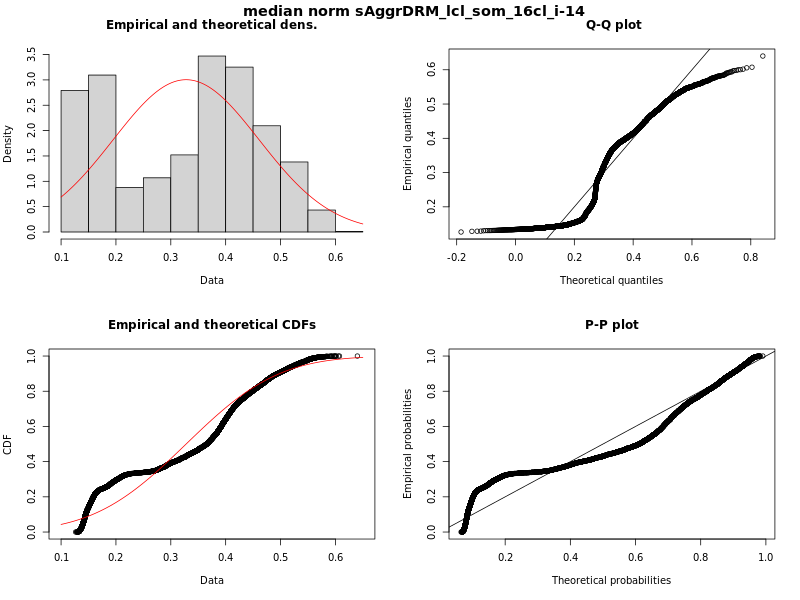 median norm sAggrDRM_lcl_som_16cl_i-14
Empirical and theoretical dens.
Density
0.0 0.5 1.0 1.5 2.0 2.5 3.0 3.5
0.1 0.2 0.3 0.4 0.5 0.6
Data
Q-Q plot
Empirical quantiles
0.2 0.3 0.4 0.5 0.6
-0.2 0.0 0.2 0.4 0.6 0.8
Theoretical quantiles
Empirical and theoretical CDFs
CDF
0.0 0.2 0.4 0.6 0.8 1.0
0.1 0.2 0.3 0.4 0.5 0.6
Data
P-P plot
Empirical probabilities
0.0 0.2 0.4 0.6 0.8 1.0
0.2 0.4 0.6 0.8 1.0
Theoretical probabilities